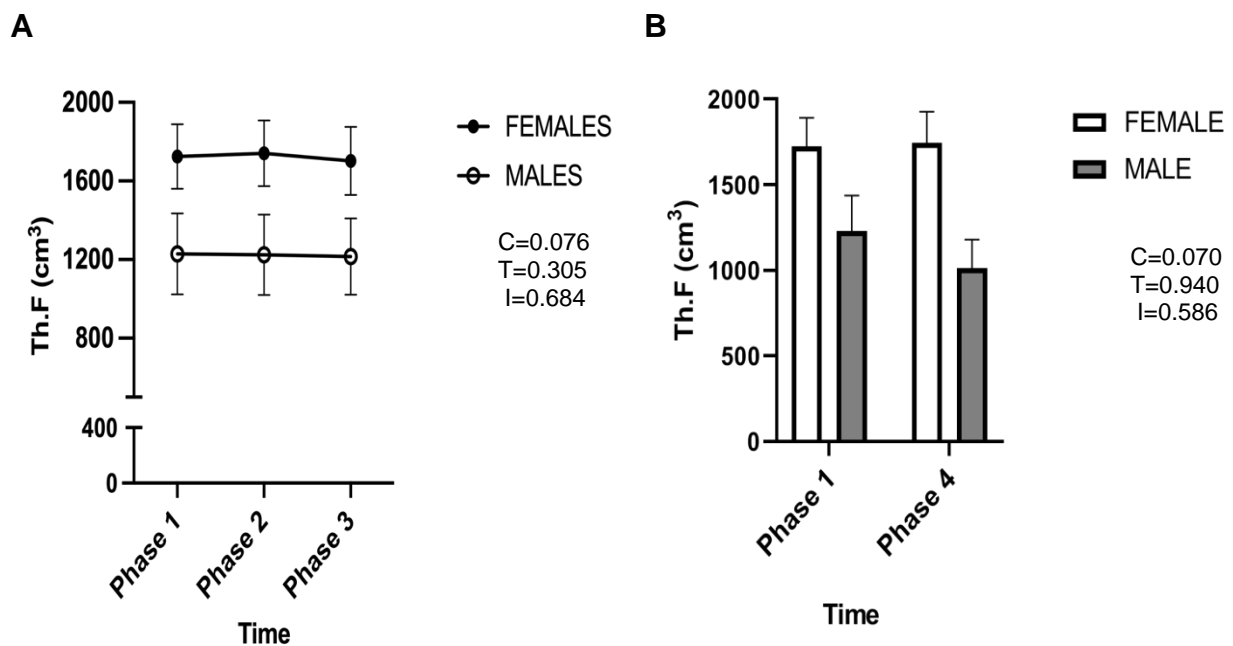 A
Th.F (cm³)
2000
1600
1200
800
400
0
Phase 1
Phase 2
Phase 3
Time
FEMALES
MALES
C=0.076
T=0.305
I=0.684
B
Th.F (cm³)
2000
1500
1000
500
0
Phase 1
Phase 4
Time
FEMALE
MALE
C=0.070
T=0.940
I=0.586